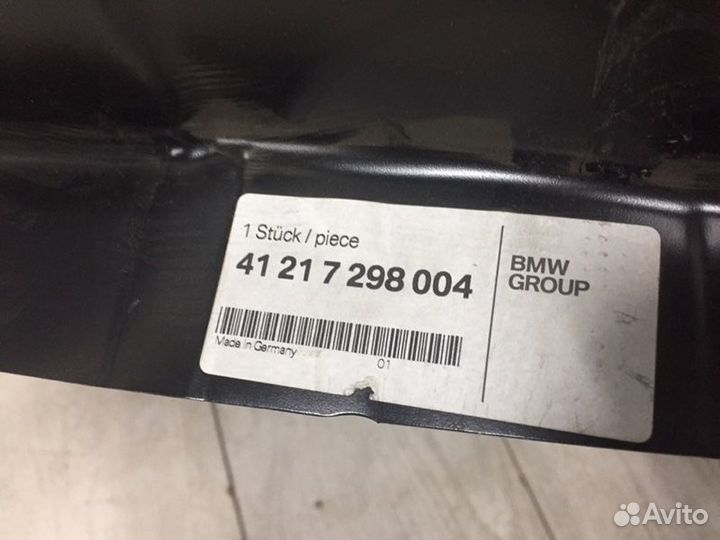 1 Stück / piece
41 21 7 298 004
Made in Germany
01
BMW
GROUP
Avito